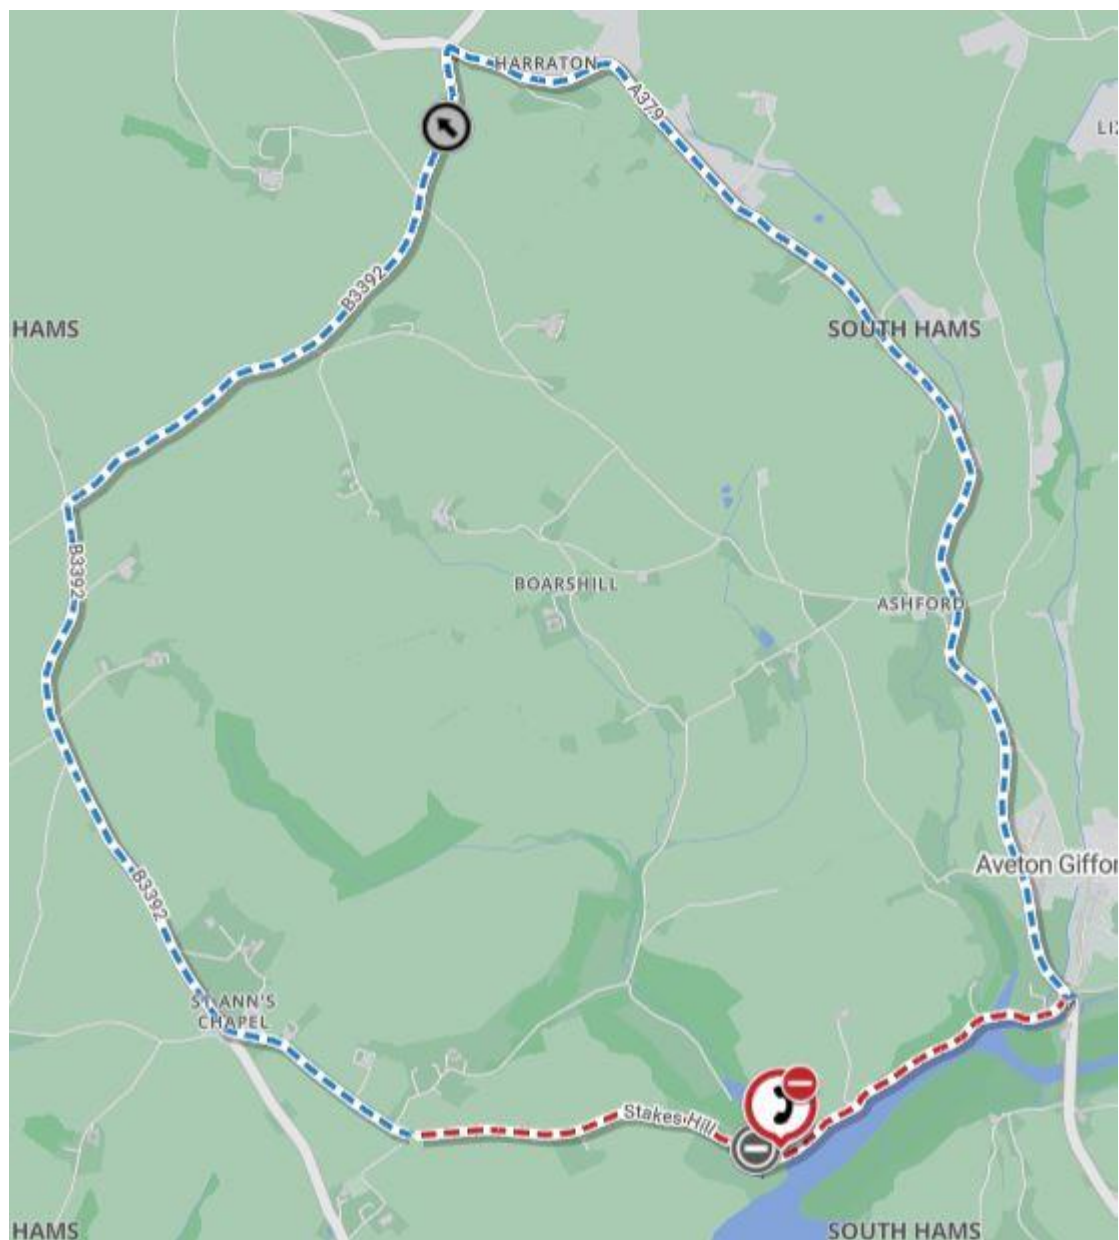 HARRATON
A379
LI
B3392
HAMS
SOUTH HAMS
B3392
BOARSHILL
ASHFORD
B3392
Aveton Giffor
ST ANN'S
CHAPEL
Stakes Hill
HAMS
SOUTH HAMS